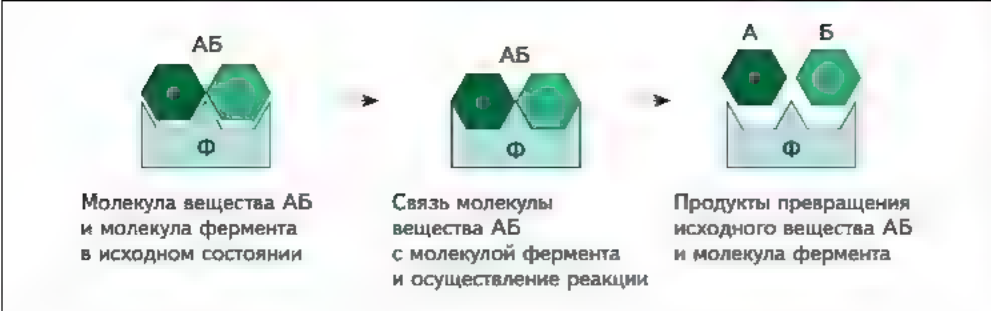 АБ
Ф
Молекула вещества АБ
и молекула фермента
в исходном состоянии
АБ
Ф
Связь молекулы
вещества АБ
с молекулой фермента
и осуществление реакции
А Б
Ф
Продукты превращения
исходного вещества АБ
и молекула фермента